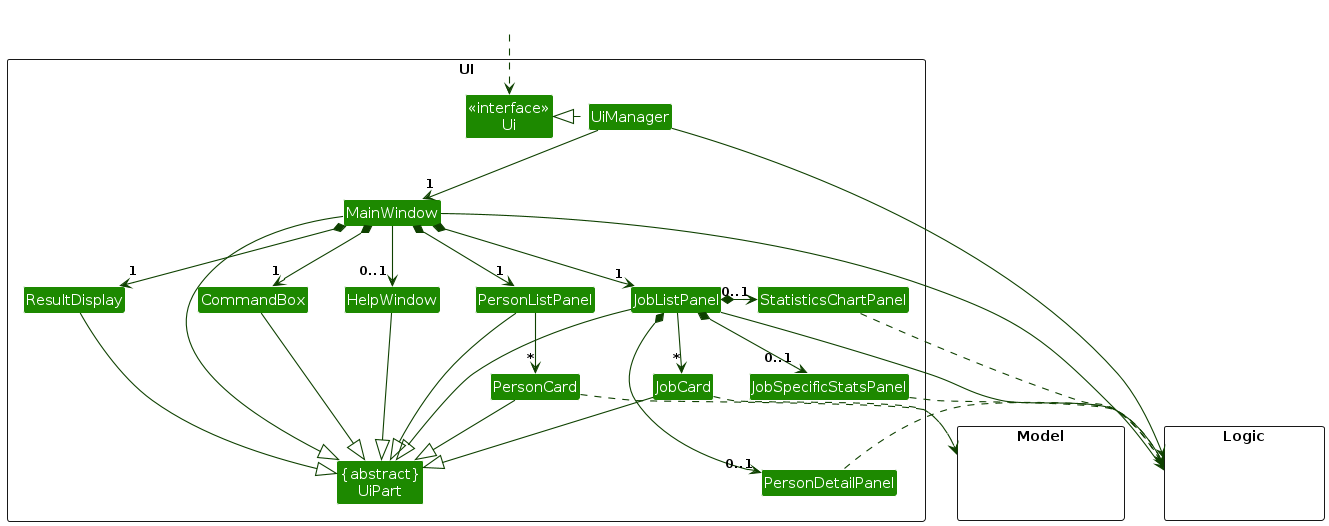 UI
«interface»
Ui
UiManager
1
MainWindow
1
1
0..1
1
1
0..1
ResultDisplay
CommandBox
HelpWindow
PersonListPanel
JobListPanel
StatisticsChartPanel
*
*
0..1
PersonCard
JobCard
JobSpecificStatsPanel
Model
Logic
0..1
{abstract}
UiPart
PersonDetailPanel